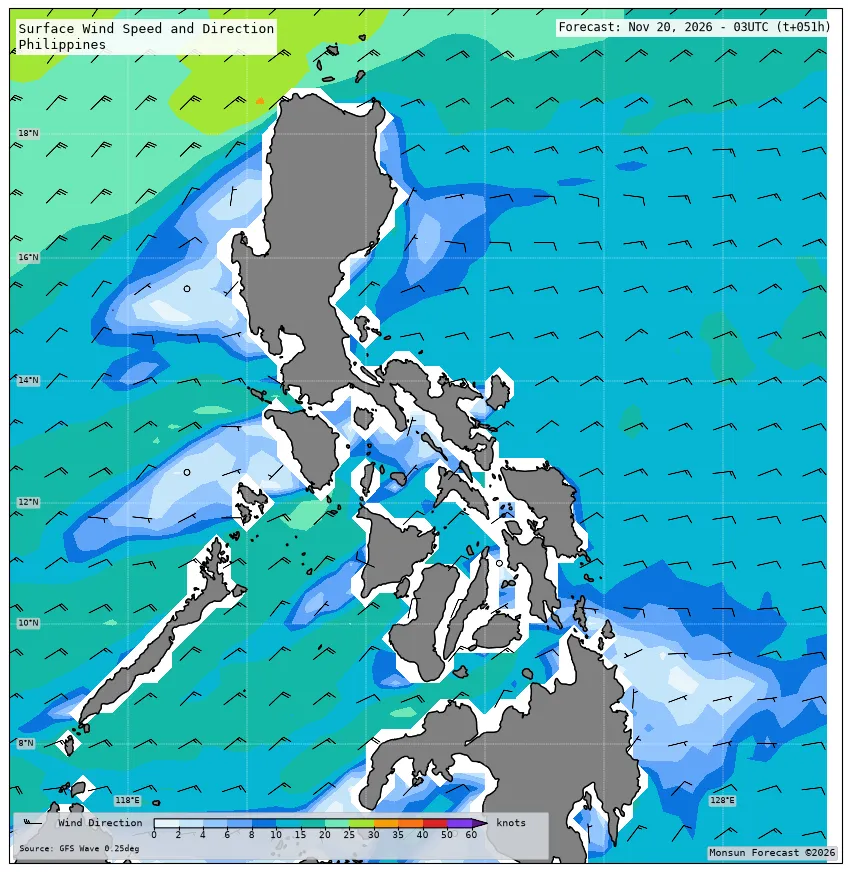 Surface Wind Speed and Direction
Philippines
Forecast: Nov 20, 2026 - 03UTC (t+051h)
18°N
16°N
14°N
12°N
10°N
8°N
118°E
128°E
Wind Direction
0 2 4 6 8 10 15 20 25 30 40 50 60
knots
Source: GFS Wave 0.25deg
Monsun Forecast ©2026